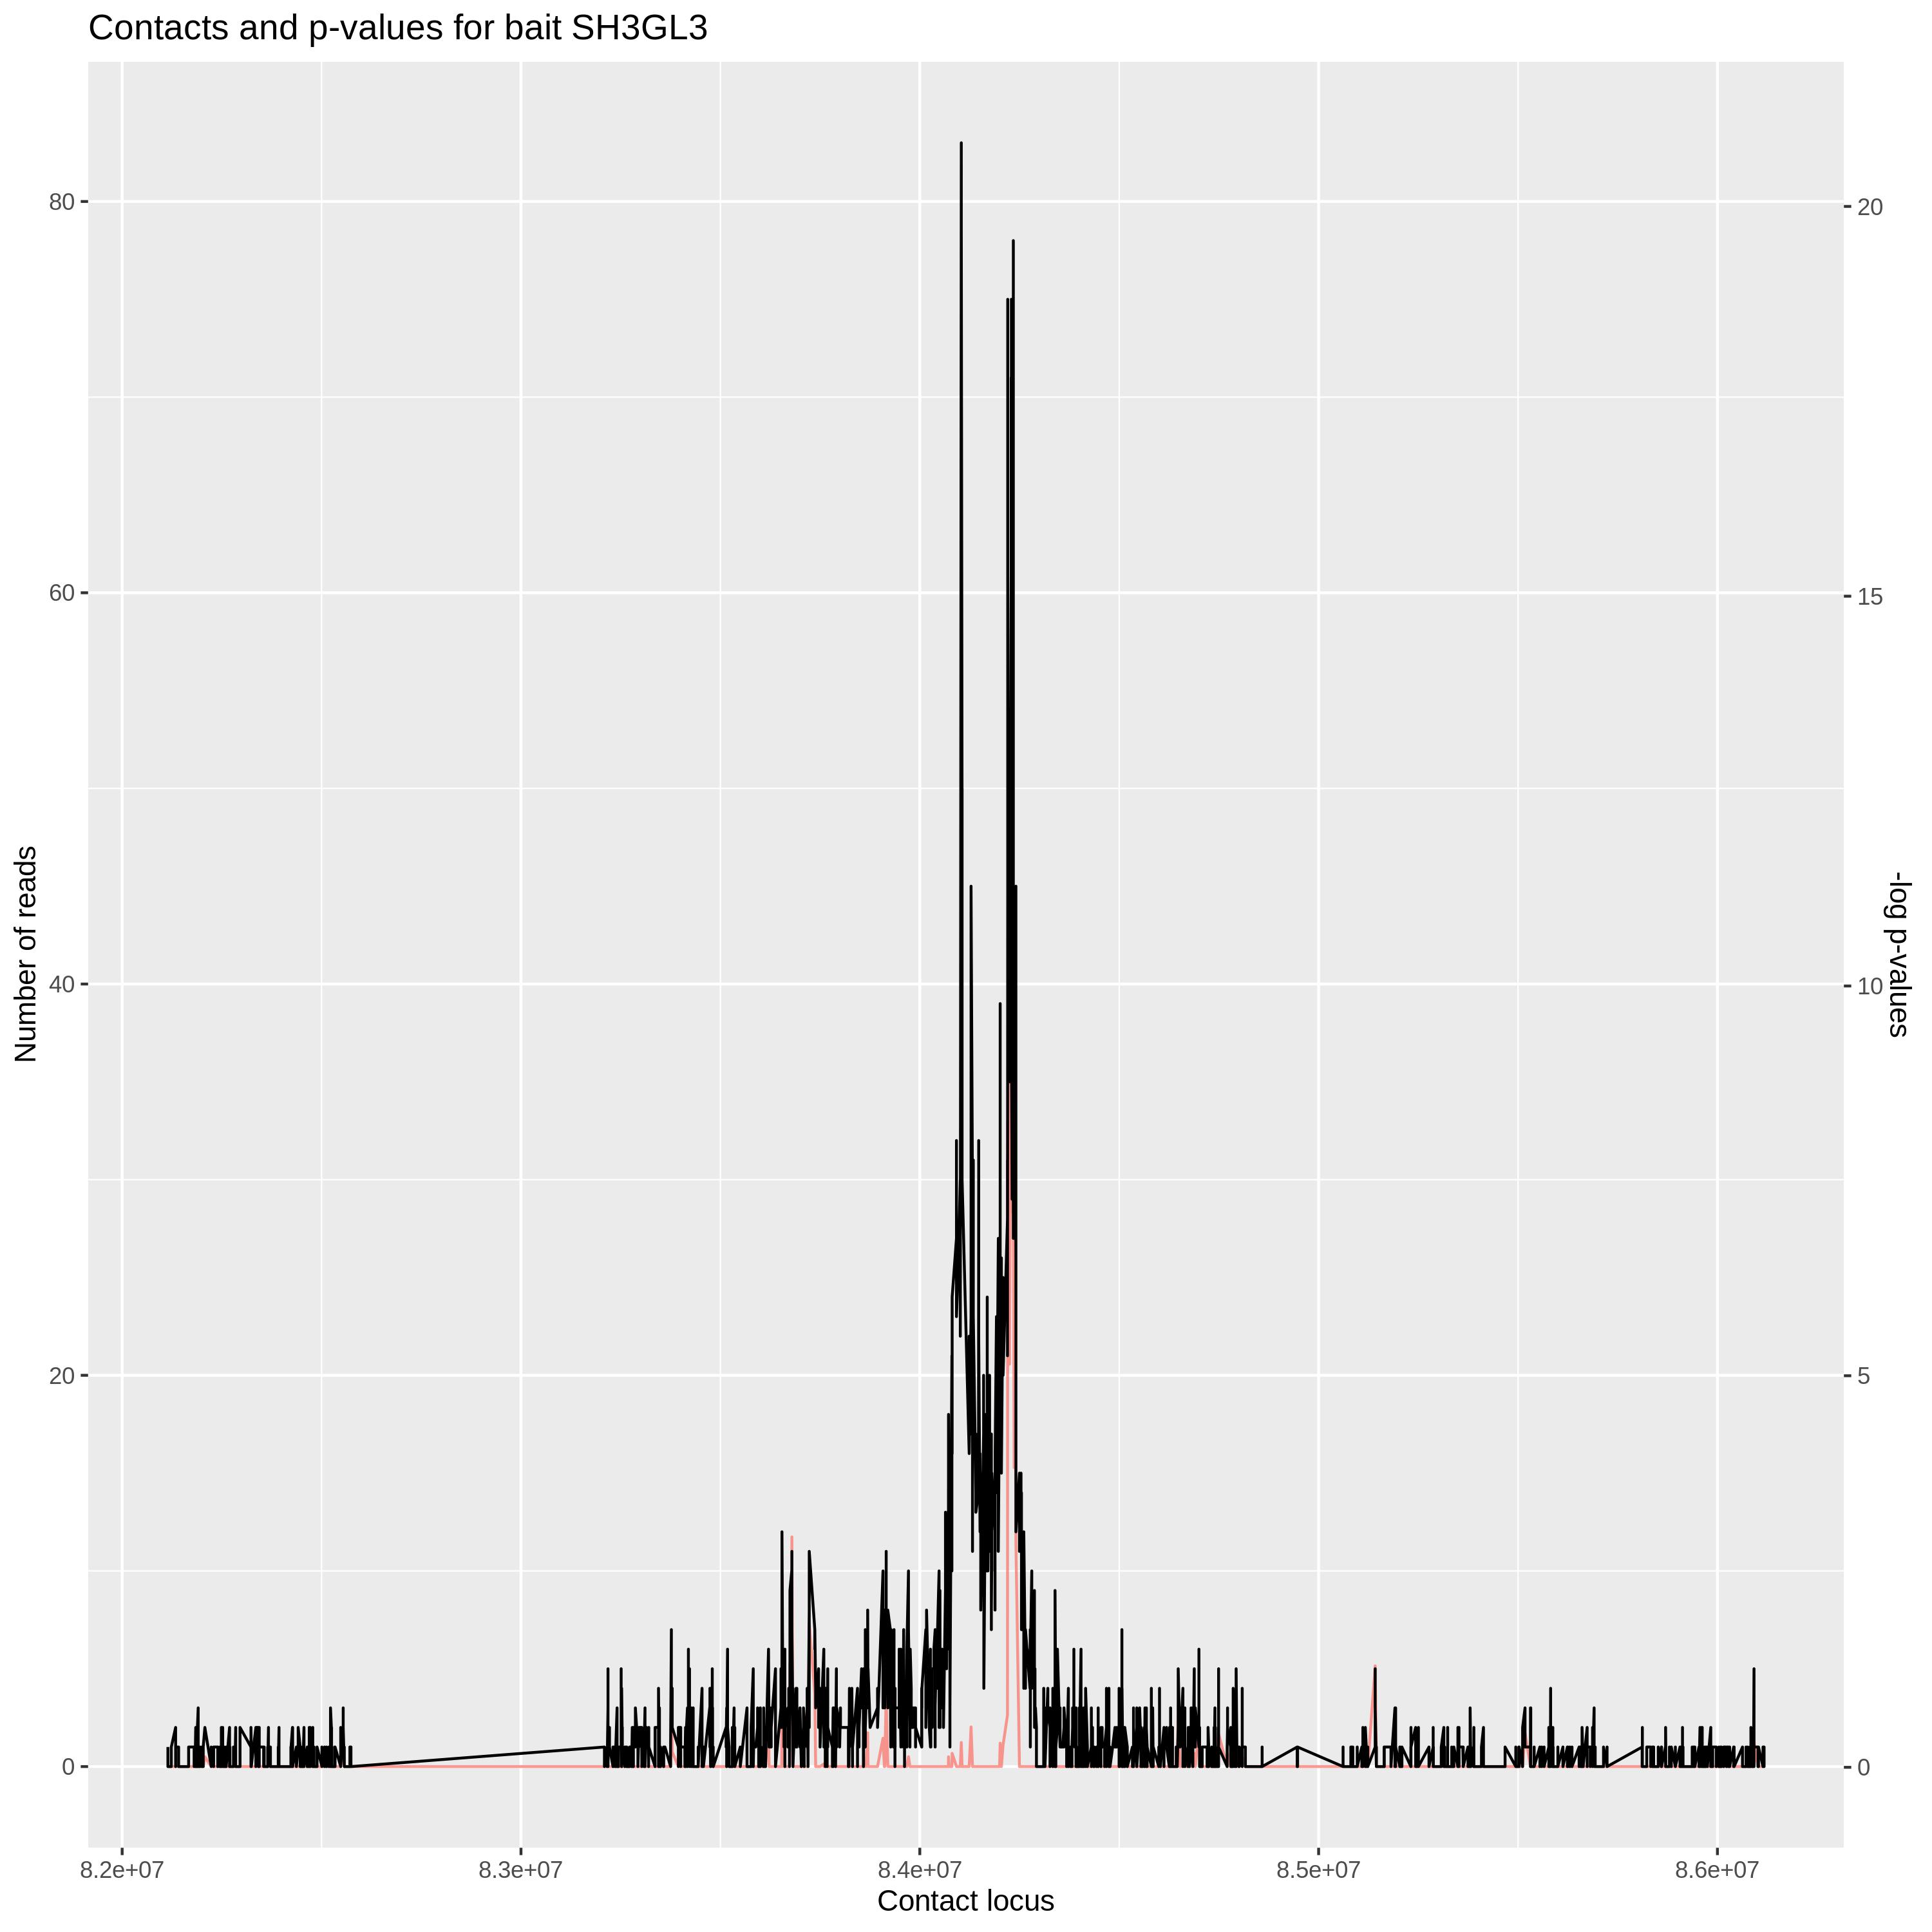 Contacts and p-values for bait SH3GL3
80
60
40
20
0
Number of reads
20
15
10
5
0
-log p-values
8.2e+07
8.3e+07
8.4e+07
8.5e+07
8.6e+07
Contact locus